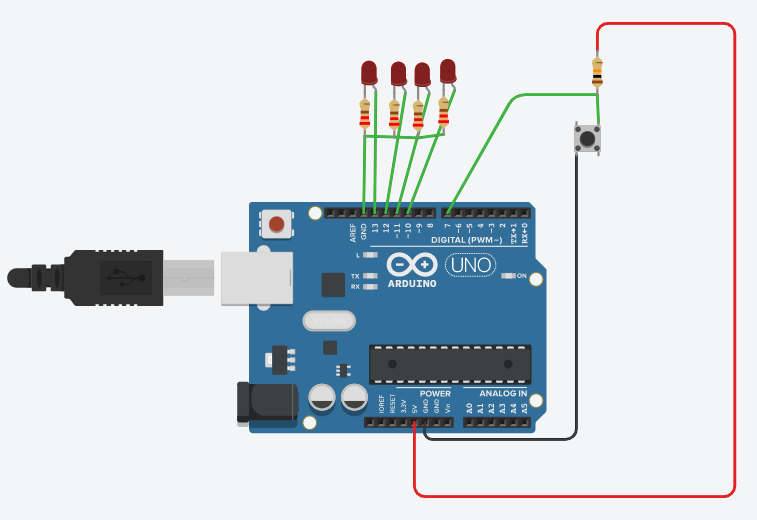 AREF
GND
13
12
~11
~10
~9
8
7
~6
~5
4
~3
2
TX→1
RX←0
DIGITAL (PWM~)
L
TX
RX
ARDUINO
UNO
ON
POWER
ANALOG IN
IOREF
RESET
3.3V
5V
GND
GND
Vin
A0
A1
A2
A3
A4
A5